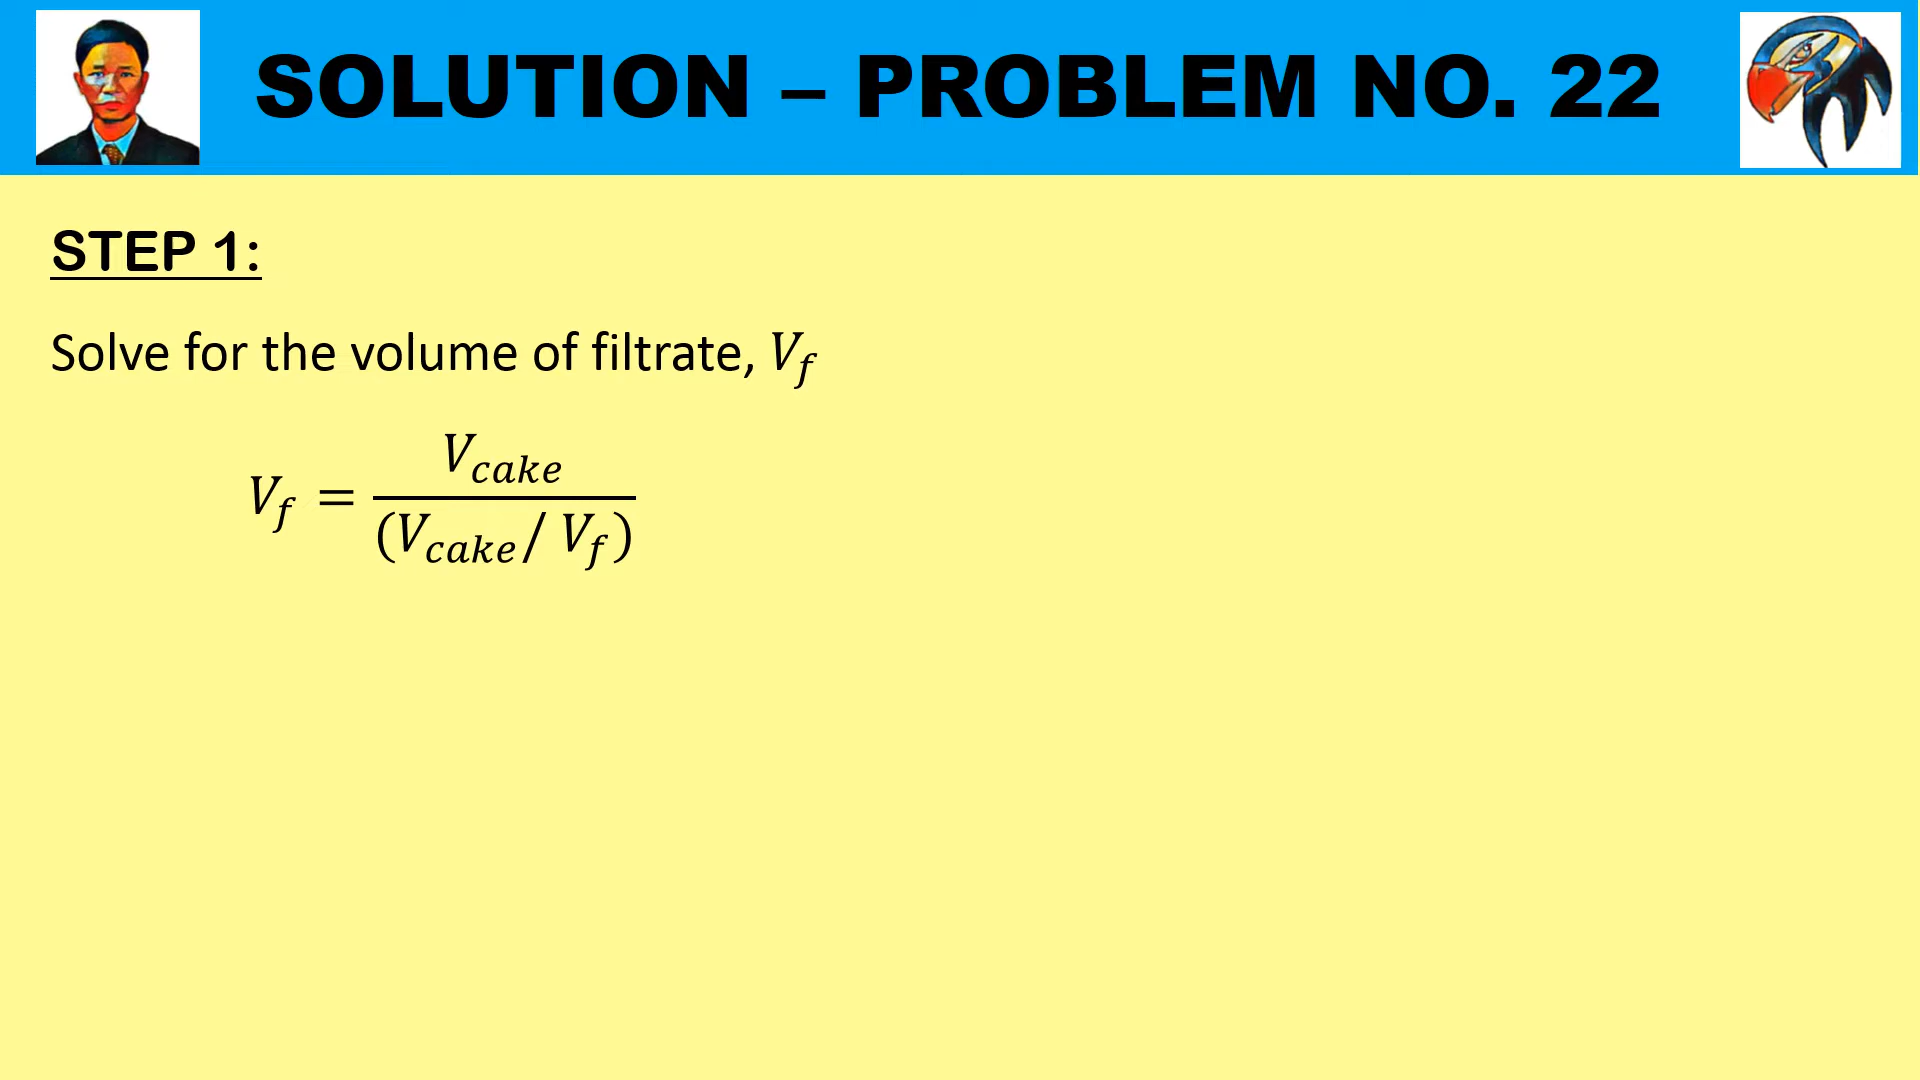 SOLUTION – PROBLEM NO. 22
STEP 1:
Solve for the volume of filtrate, V_f
V_f = V_cake / (V_cake / V_f)